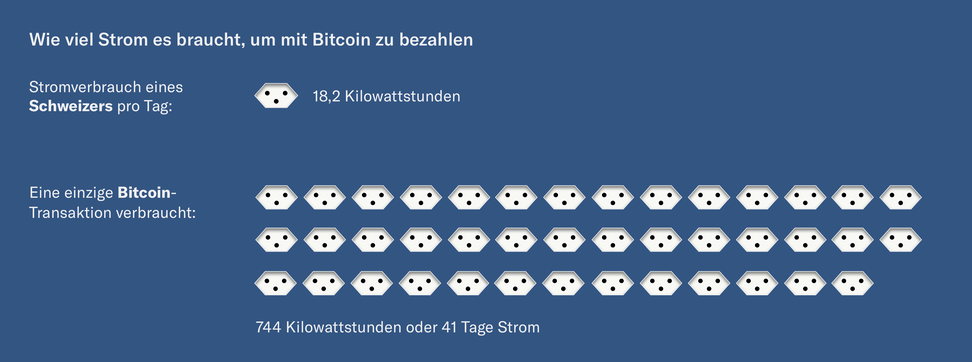 Wie viel Strom es braucht, um mit Bitcoin zu bezahlen
Stromverbrauch eines
Schweizers pro Tag:
18,2 Kilowattstunden
Eine einzige Bitcoin-
Transaktion verbraucht:
744 Kilowattstunden oder 41 Tage Strom